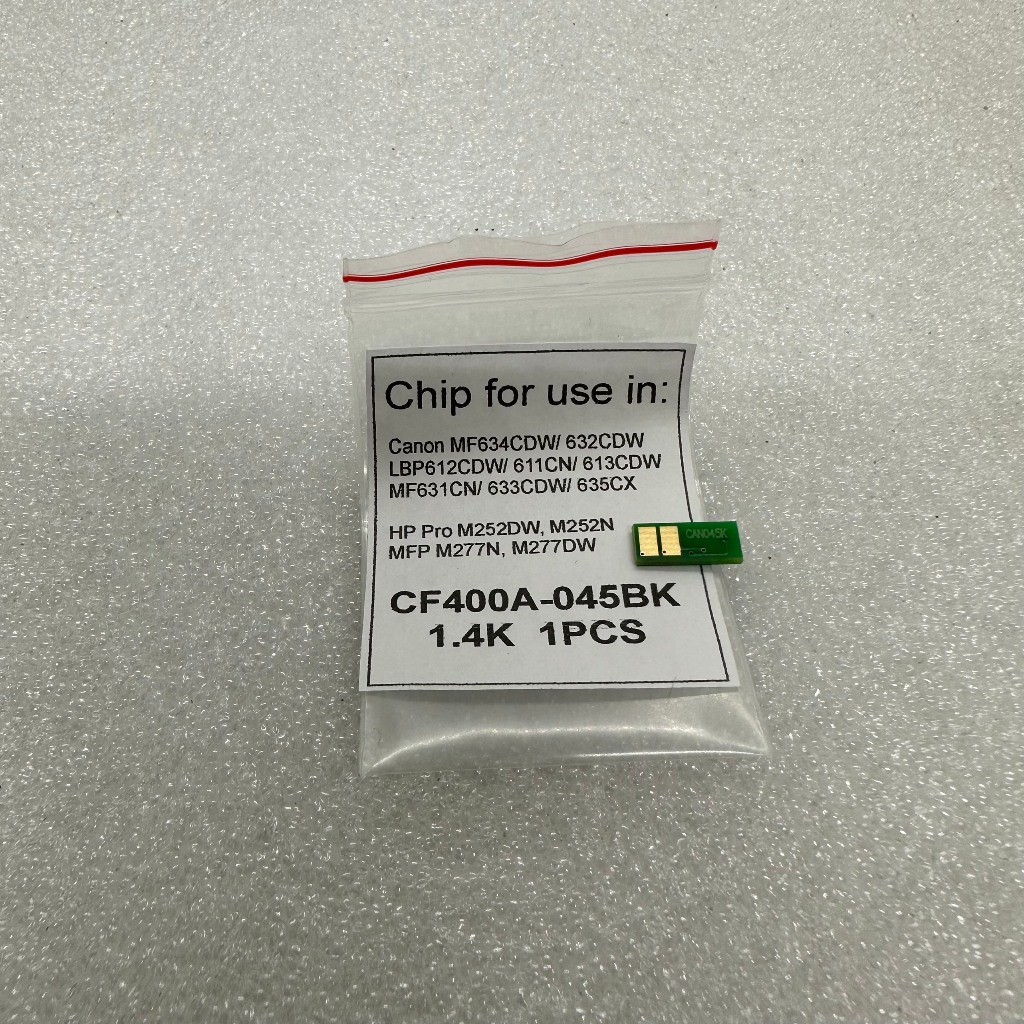 Chip for use in:
Canon MF634CDW/ 632CDW
LBP612CDW/ 611CN/ 613CDW
MF631CN/ 633CDW/ 635CX
HP Pro M252DW, M252N
MFP M277N, M277DW
CAN045K
CF400A-045BK
1.4K 1PCS